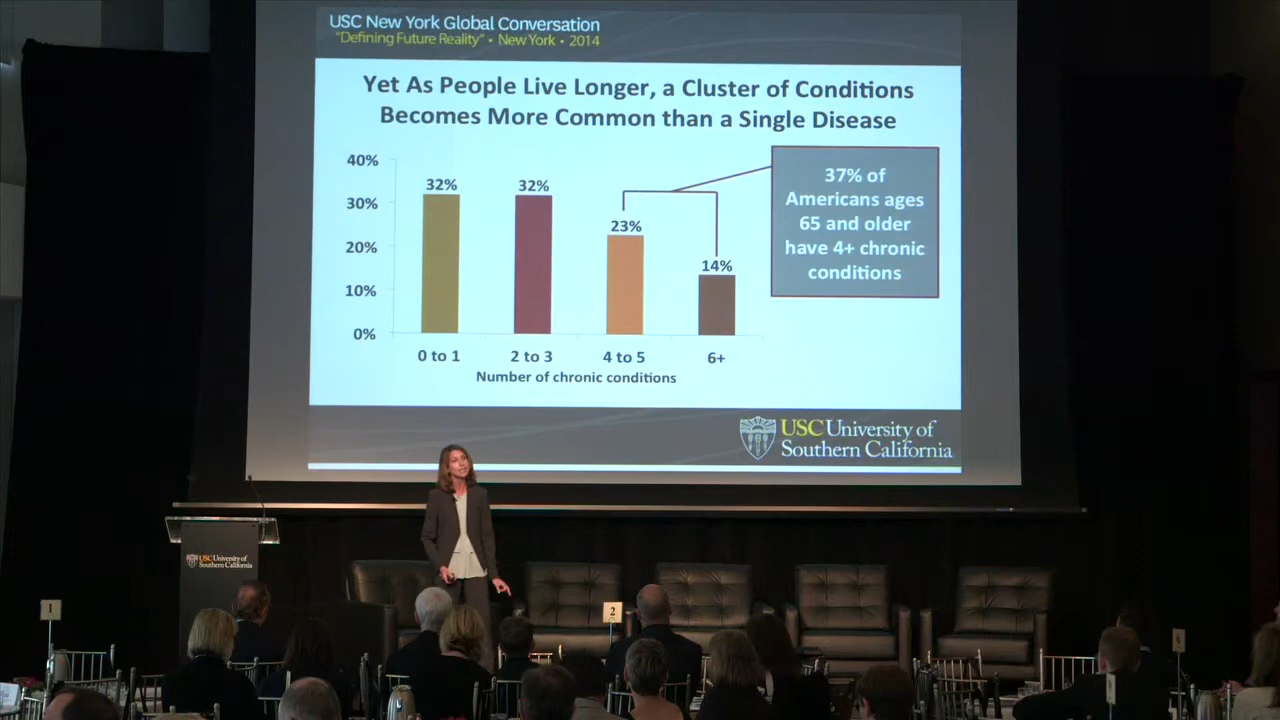 USC New York Global Conversation
"Defining Future Reality" • New York • 2014
Yet As People Live Longer, a Cluster of Conditions
Becomes More Common than a Single Disease
40%
30%
20%
10%
0%
32%
32%
23%
14%
0 to 1
2 to 3
4 to 5
6+
Number of chronic conditions
37% of
Americans ages
65 and older
have 4+ chronic
conditions
USC University of
Southern California
USC University of
Southern California
1
2